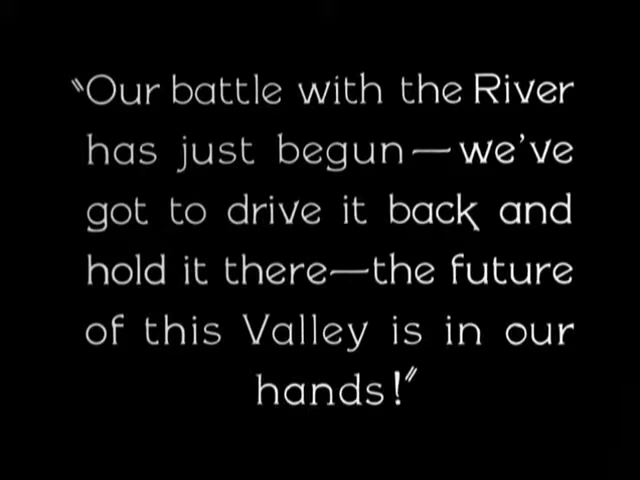 “Our battle with the River
has just begun—we’ve
got to drive it back and
hold it there—the future
of this Valley is in our
hands!”